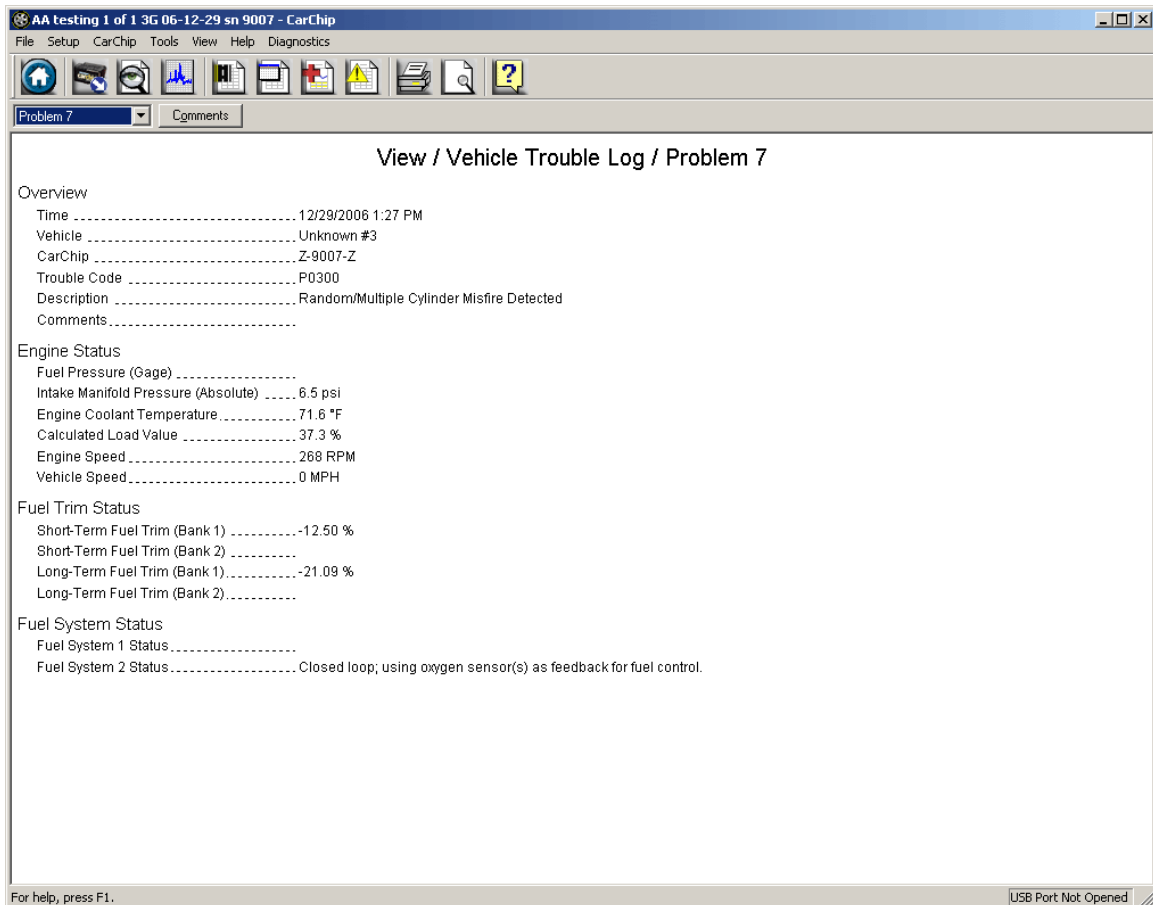 AA testing 1 of 1 3G 06-12-29 sn 9007 - CarChip
File Setup CarChip Tools View Help Diagnostics
Problem 7 Comments
View / Vehicle Trouble Log / Problem 7
Overview
Time 12/29/2006 1:27 PM
Vehicle Unknown #3
CarChip Z-9007-Z
Trouble Code P0300
Description Random/Multiple Cylinder Misfire Detected
Comments
Engine Status
Fuel Pressure (Gage)
Intake Manifold Pressure (Absolute) 6.5 psi
Engine Coolant Temperature 71.6 °F
Calculated Load Value 37.3 %
Engine Speed 268 RPM
Vehicle Speed 0 MPH
Fuel Trim Status
Short-Term Fuel Trim (Bank 1) -12.50 %
Short-Term Fuel Trim (Bank 2)
Long-Term Fuel Trim (Bank 1) -21.09 %
Long-Term Fuel Trim (Bank 2)
Fuel System Status
Fuel System 1 Status
Fuel System 2 Status Closed loop; using oxygen sensor(s) as feedback for fuel control.
For help, press F1. USB Port Not Opened